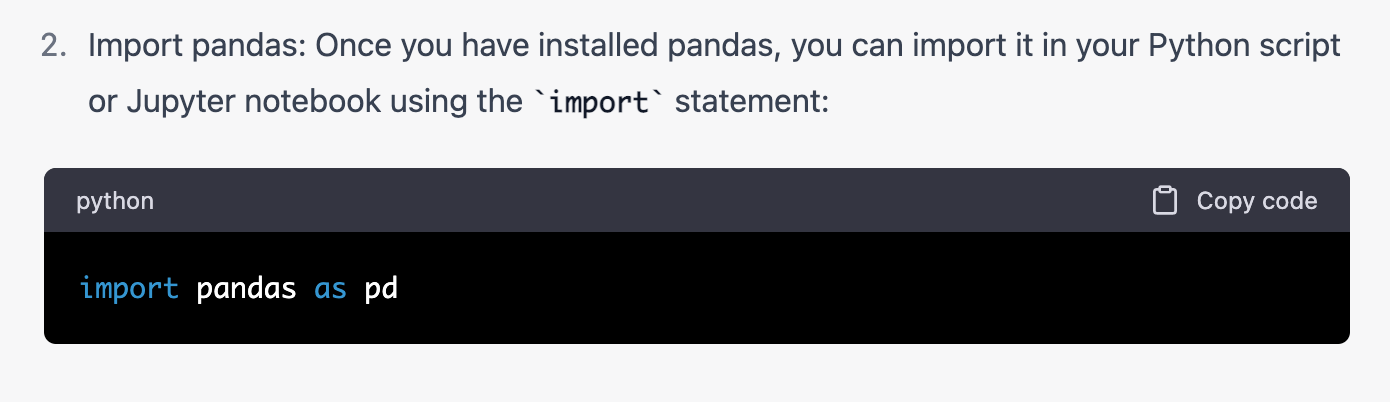 2. Import pandas: Once you have installed pandas, you can import it in your Python script
or Jupyter notebook using the `import` statement:
python Copy code
import pandas as pd